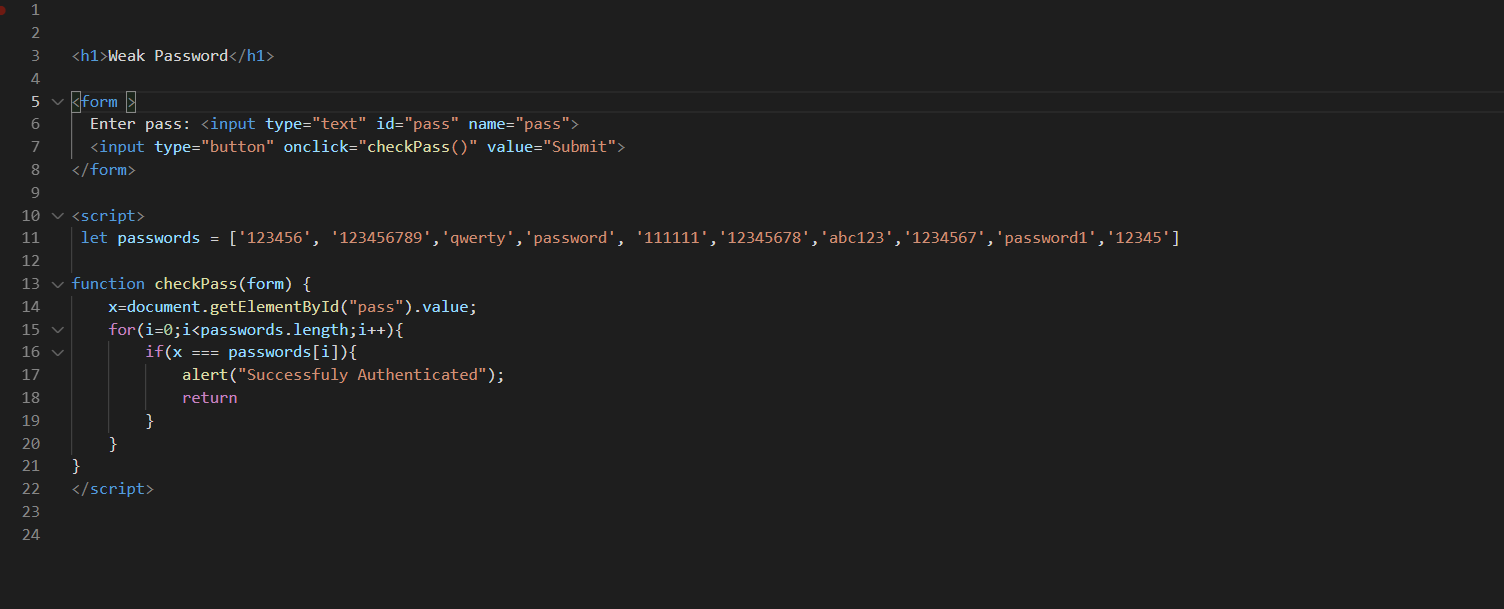 1
2
3 <h1>Weak Password</h1>
4
5 <form >
6 Enter pass: <input type="text" id="pass" name="pass">
7 <input type="button" onclick="checkPass()" value="Submit">
8 </form>
9
10 <script>
11 let passwords = ['123456', '123456789','qwerty','password', '111111','12345678','abc123','1234567','password1','12345']
12
13 function checkPass(form) {
14 x=document.getElementById("pass").value;
15 for(i=0;i<passwords.length;i++){
16 if(x === passwords[i]){
17 alert("Successfuly Authenticated");
18 return
19 }
20 }
21 }
22 </script>
23
24